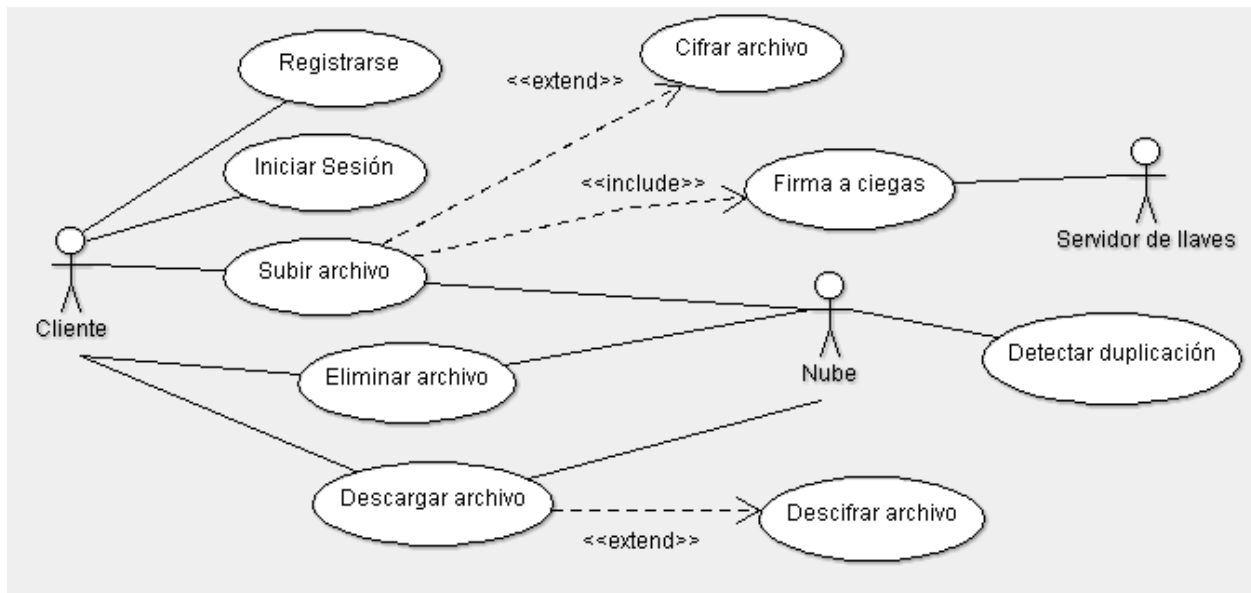 Registrarse
Cifrar archivo
<<extend>>
Iniciar Sesión
<<include>>
Firma a ciegas
Servidor de llaves
Subir archivo
Cliente
Nube
Detectar duplicación
Eliminar archivo
Descargar archivo
<<extend>>
Descifrar archivo